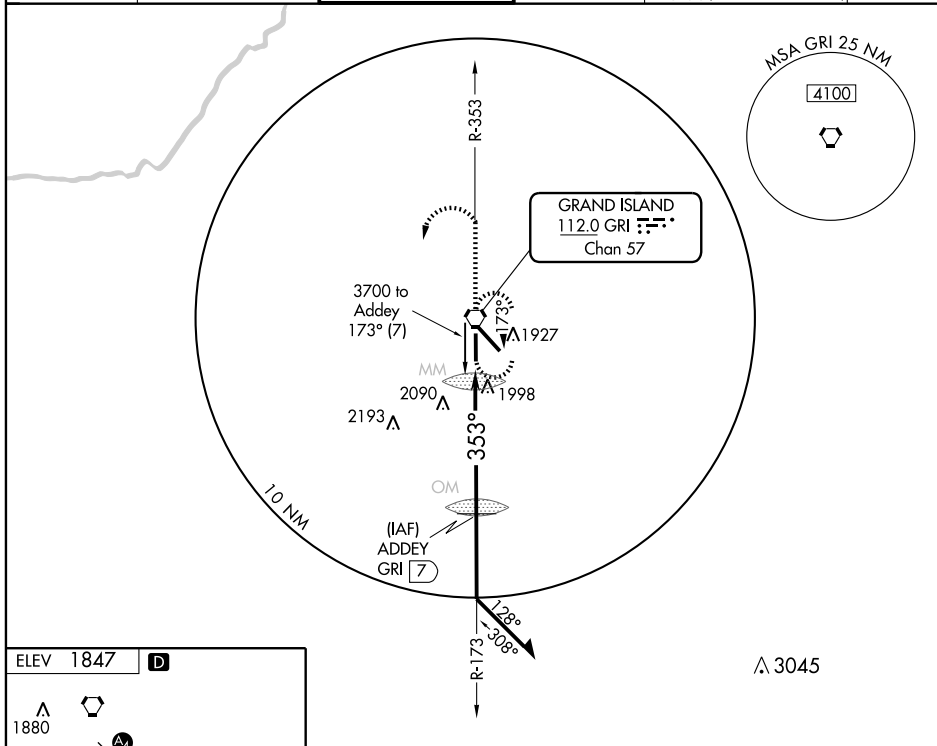 MSA GRI 25 NM
4100
R-353
GRAND ISLAND
112.0 GRI
Chan 57
3700 to
Addey
173° (7)
173°
1927
MM
2090
1998
2193
353°
OM
10 NM
(IAF)
ADDEY
GRI 7
128°
308°
R-173
3045
ELEV 1847 D
1880
A4